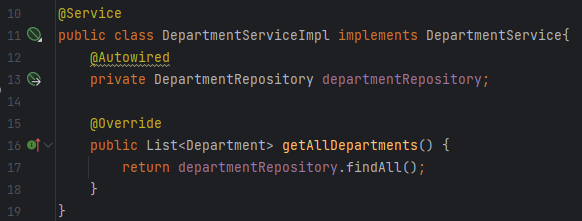 10 @Service
11 public class DepartmentServiceImpl implements DepartmentService{
12 @Autowired
13 private DepartmentRepository departmentRepository;
14
15 @Override
16 public List<Department> getAllDepartments() {
17 return departmentRepository.findAll();
18 }
19 }